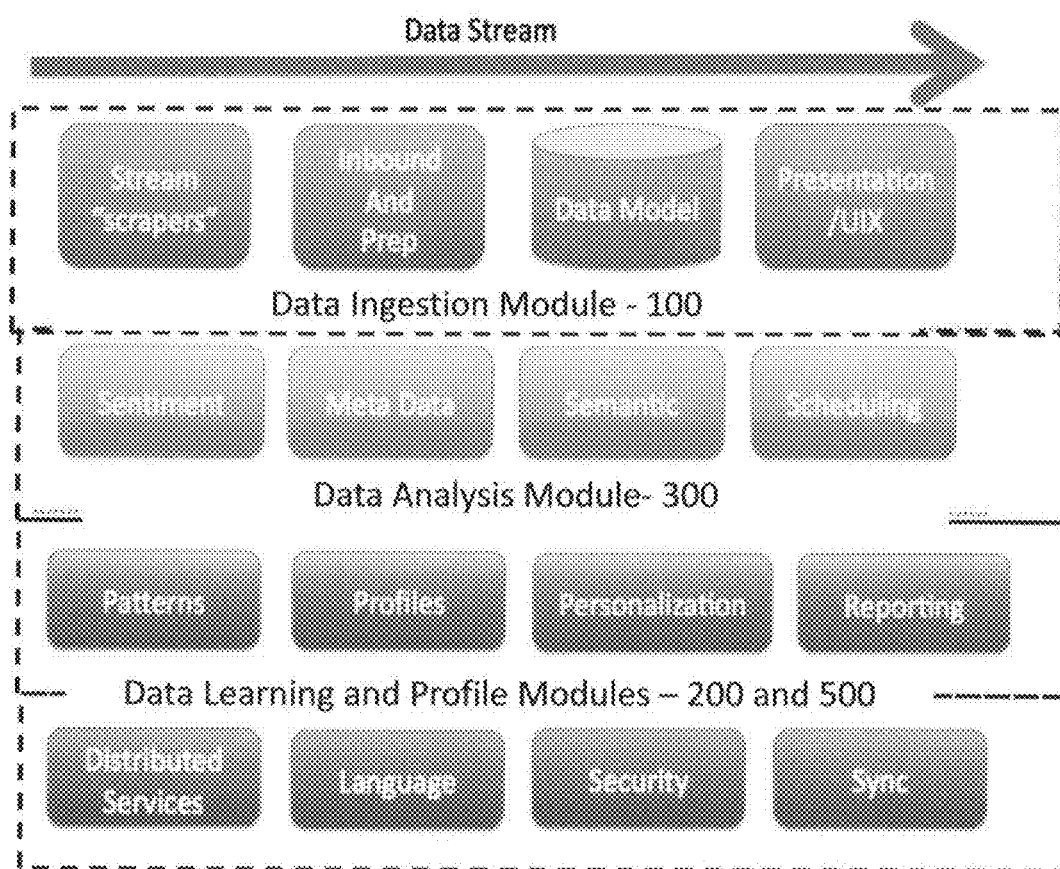 Data Stream
Stream
"scrapers"
Inbound
And
Prep
Data Model
Presentation
/UIX
Data Ingestion Module - 100
Sentiment
Meta Data
Semantic
Scheduling
Data Analysis Module- 300
Patterns
Profiles
Personalization
Reporting
Data Learning and Profile Modules – 200 and 500
Distributed
Services
Language
Security
Sync